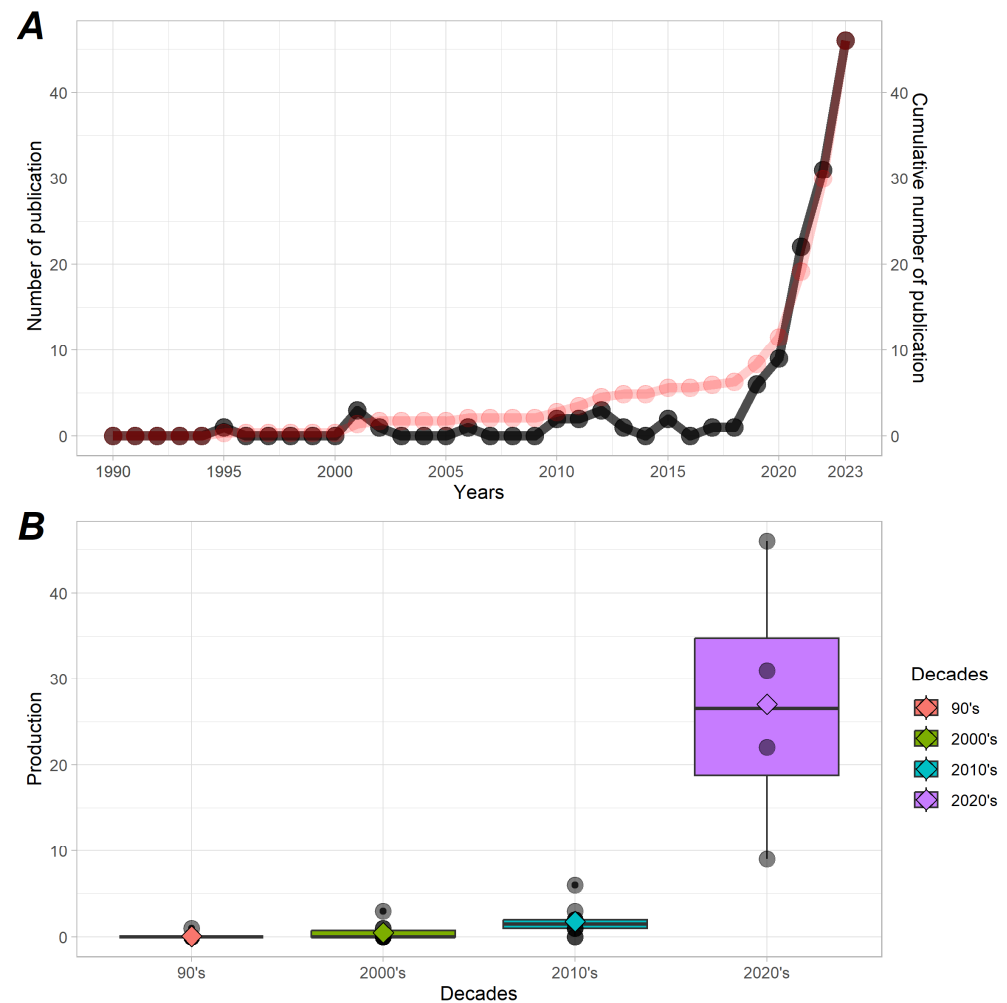 A
40
30
20
10
0
Number of publication
40
30
20
10
0
Cumulative number of publication
1990 1995 2000 2005 2010 2015 2020 2023
Years
B
40
30
20
10
0
Production
90's 2000's 2010's 2020's
Decades
Decades
90's
2000's
2010's
2020's